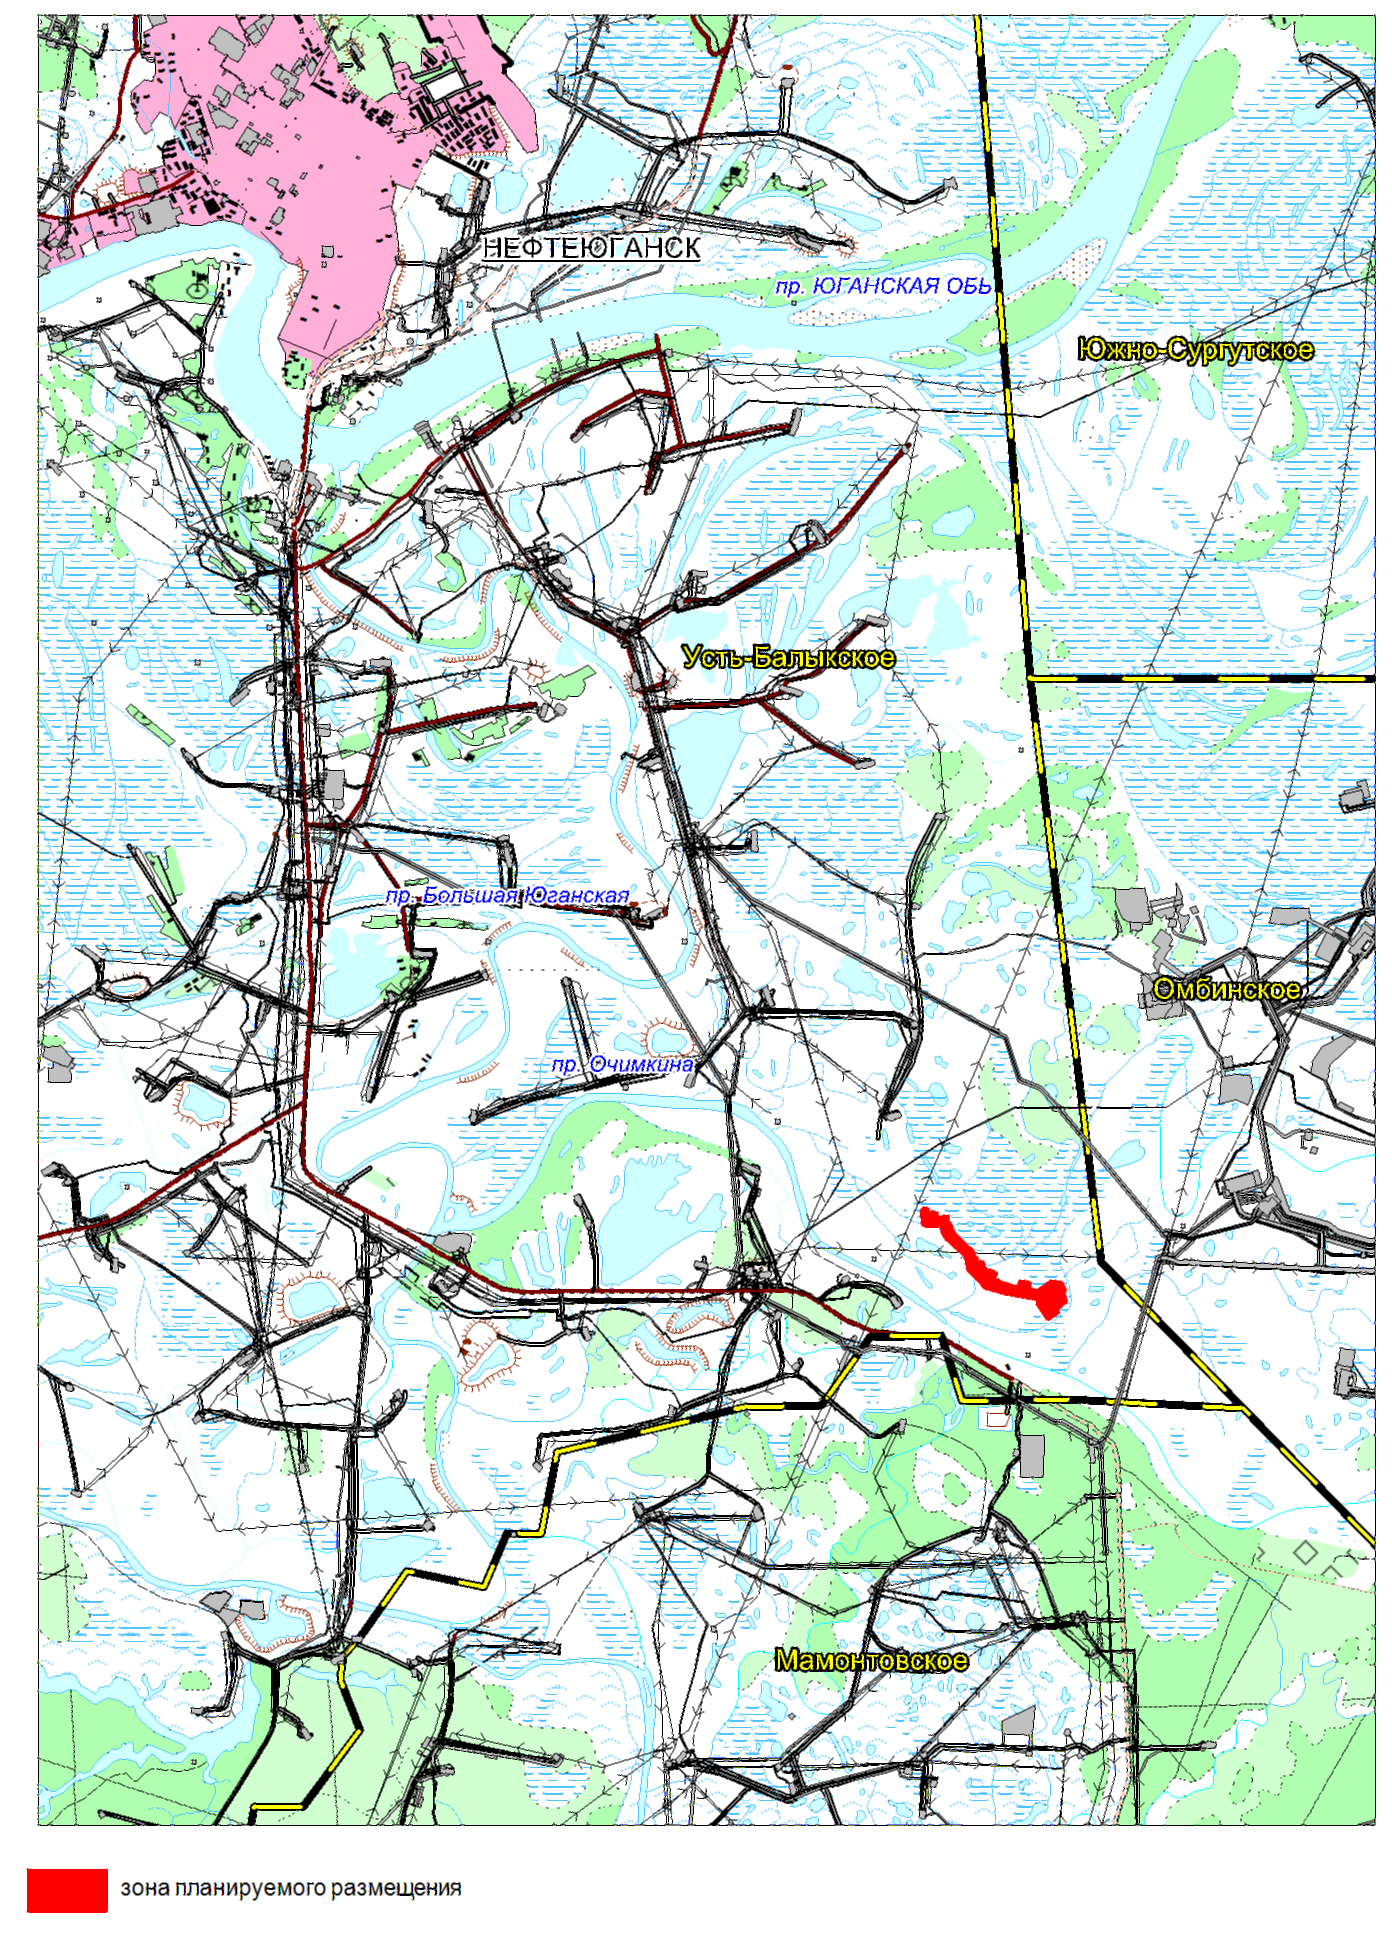 НЕФТЕЮГАНСК
пр. ЮГАНСКАЯ ОБЬ
Южно-Сургутское
Усть-Балыкское
пр. Большая Юганская
Омбинское
пр. Очимкина
Мамонтовское
зона планируемого размещения